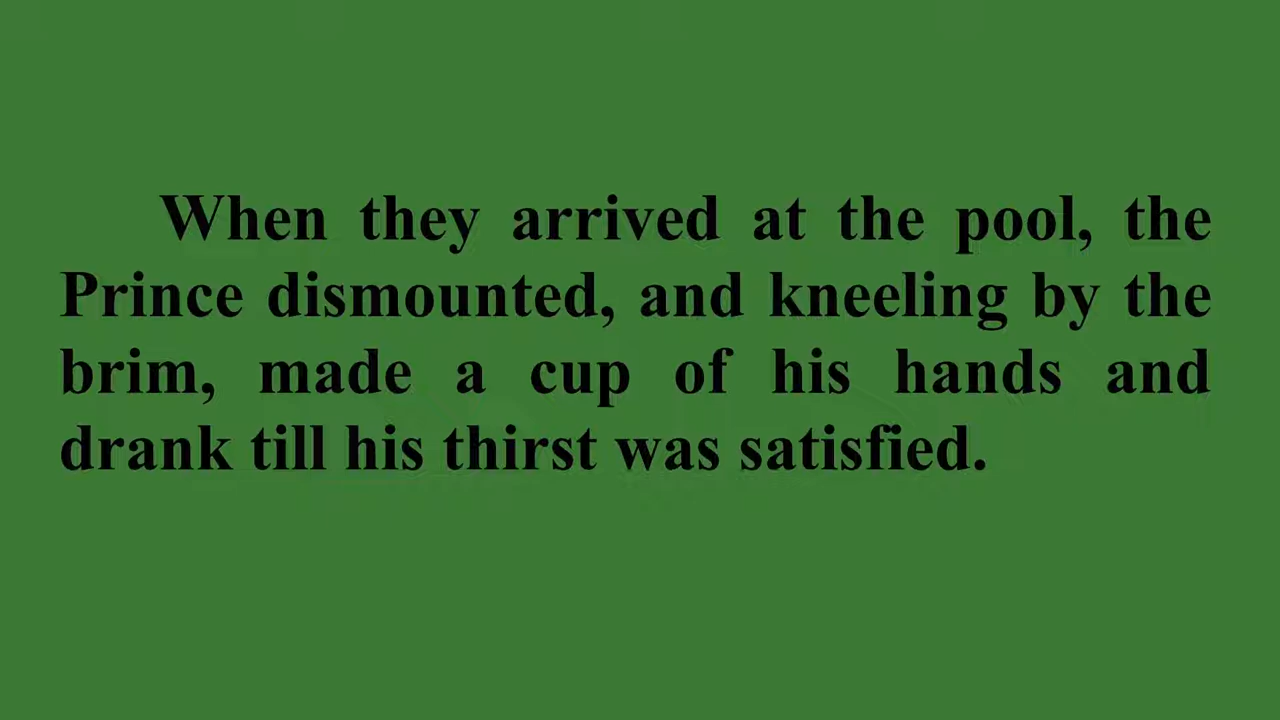 When they arrived at the pool, the
Prince dismounted, and kneeling by the
brim, made a cup of his hands and
drank till his thirst was satisfied.